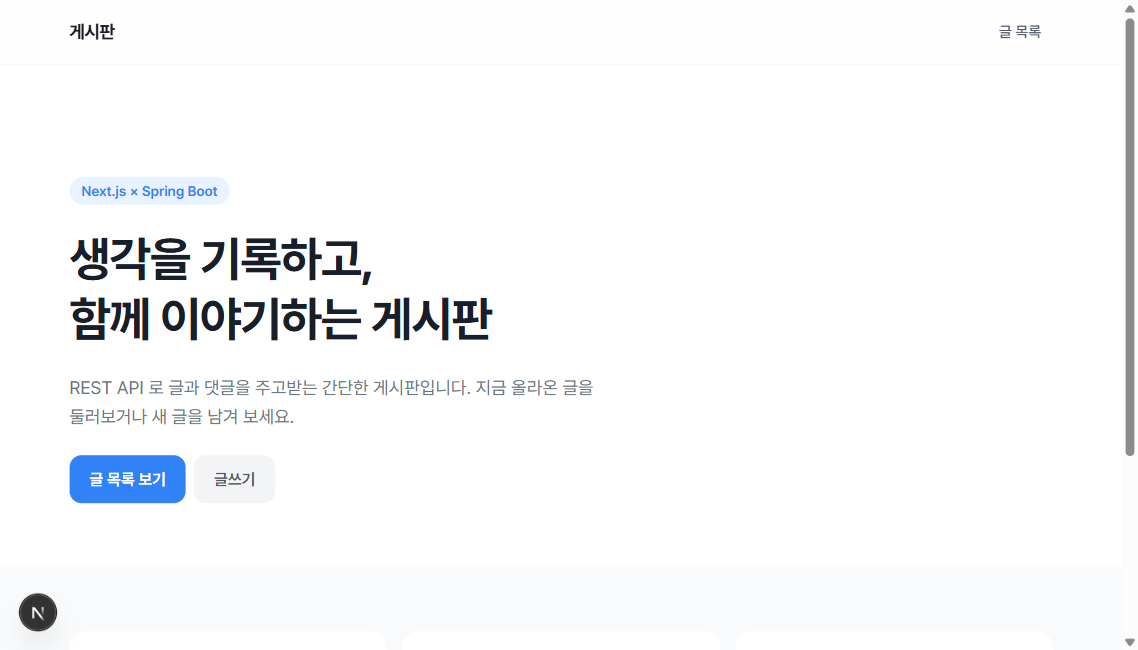 게시판
글 목록
Next.js × Spring Boot
생각을 기록하고,
함께 이야기하는 게시판
REST API 로 글과 댓글을 주고받는 간단한 게시판입니다. 지금 올라온 글을
둘러보거나 새 글을 남겨 보세요.
글 목록 보기
글쓰기
N